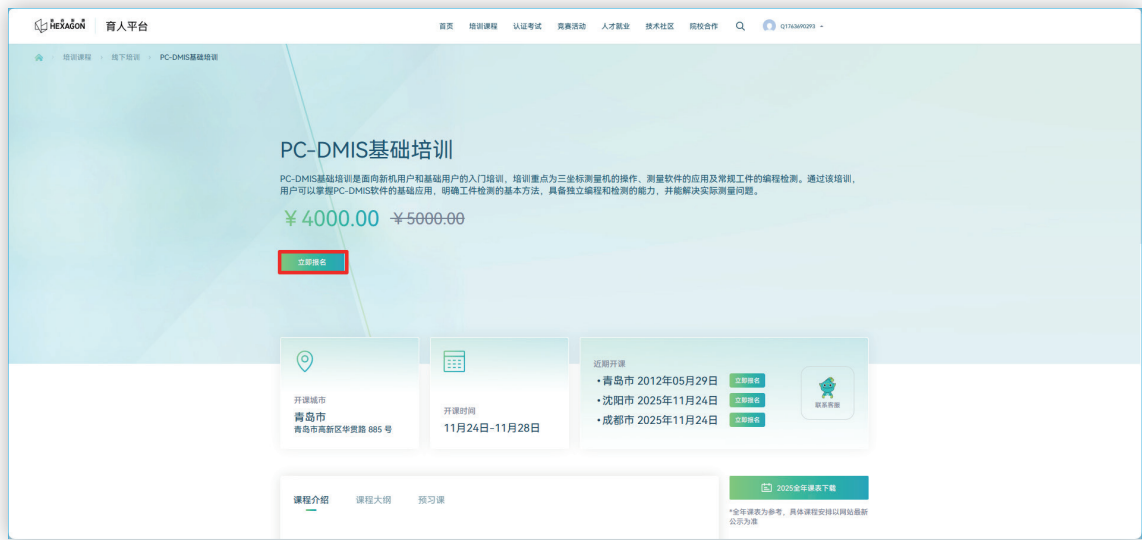 HEXAGON 育人平台
首页 培训课程 认证考试 竞赛活动 人才就业 技术社区 院校合作 Q1763690293
培训课程 线下培训 PC-DMIS基础培训
PC-DMIS基础培训
PC-DMIS基础培训是面向新机用户和基础用户的入门培训，培训重点为三坐标测量机的操作、测量软件的应用及常规工件的编程检测。通过该培训，
用户可以掌握PC-DMIS软件的基础应用，明确工件检测的基本方法，具备独立编程和检测的能力，并能解决实际测量问题。
￥4000.00 ￥5000.00
立即报名
开课城市
青岛市
青岛市高新区华贯路 885 号
开课时间
11月24日-11月28日
近期开课
•青岛市 2012年05月29日 立即报名
•沈阳市 2025年11月24日 立即报名
•成都市 2025年11月24日 立即报名
联系客服
课程介绍 课程大纲 预习课
2025全年课表下载
*全年课表为参考，具体课程安排以网站最新
公示为准